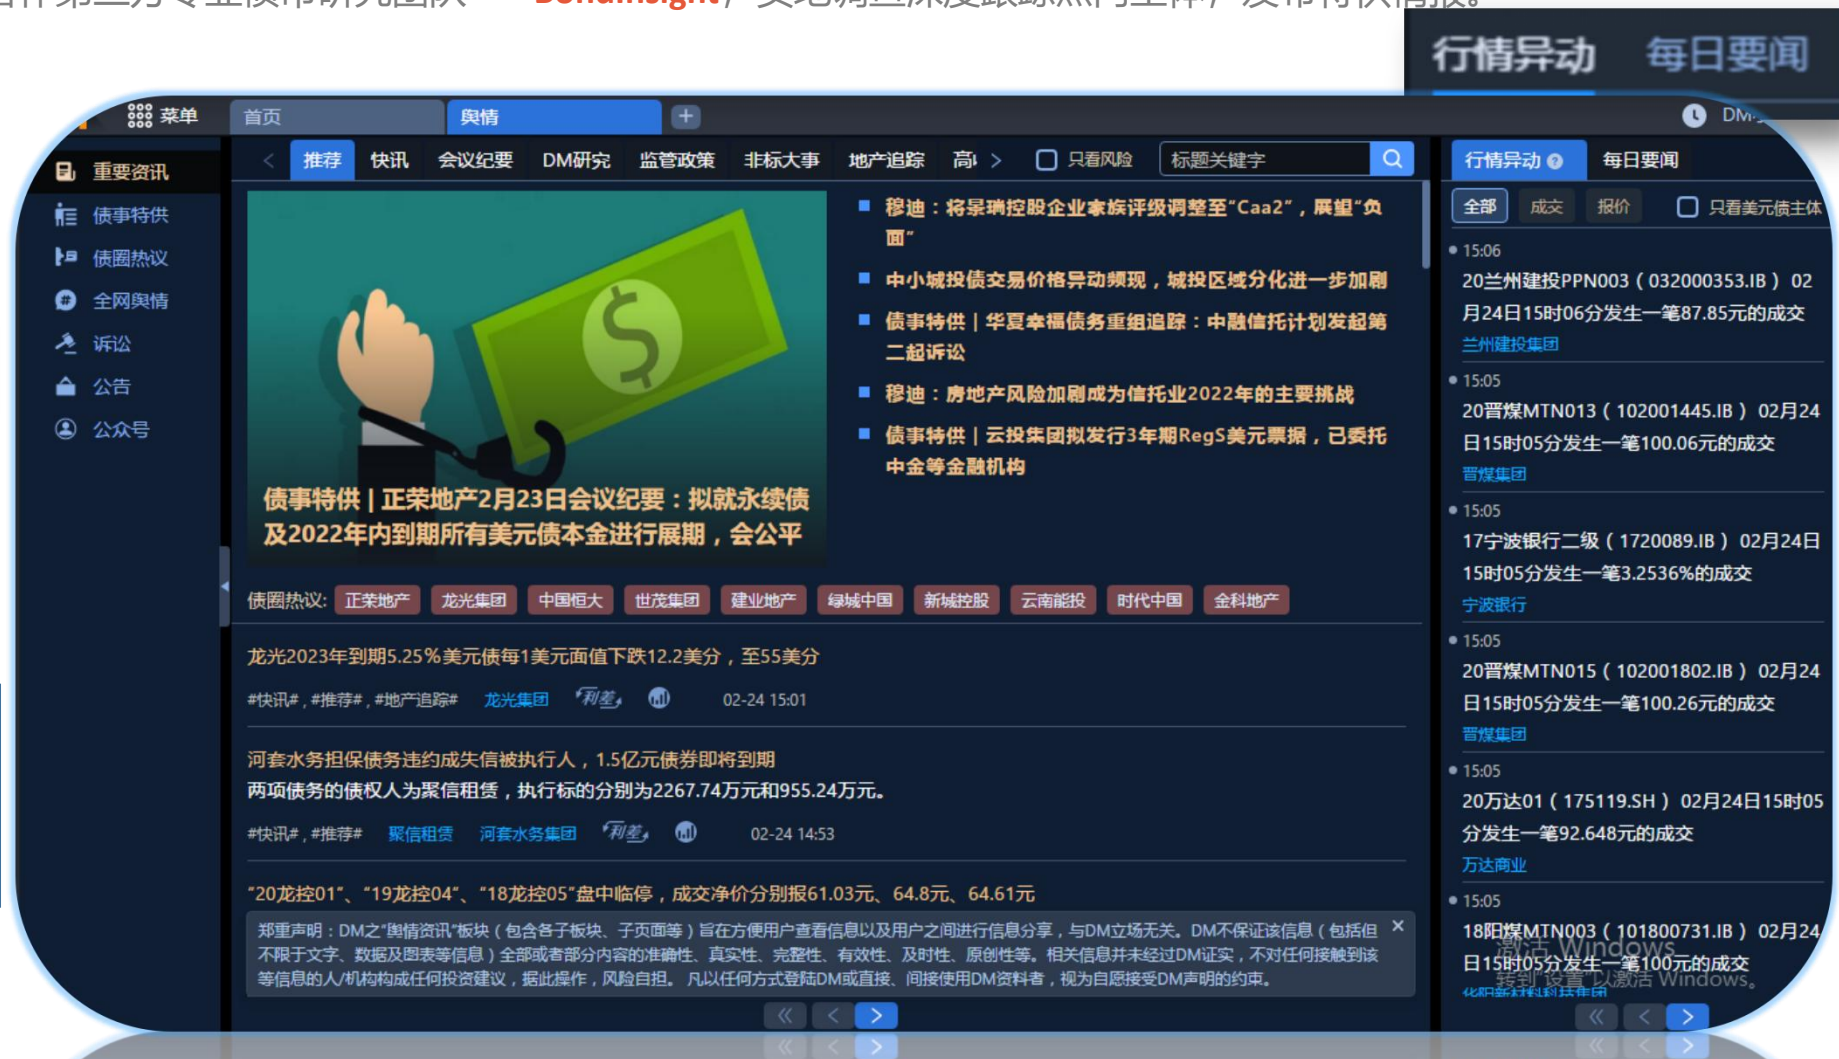 BondInsight
行情异动 每日要闻
菜单 首页 舆情 +
重要资讯
债事特供
债圈热议
全网舆情
诉讼
公告
公众号
推荐 快讯 会议纪要 DM研究 监管政策 非标大事 地产追踪 只看风险 标题关键字
债事特供 | 正荣地产2月23日会议纪要：拟就永续债
及2022年内到期所有美元债本金进行展期，会公平
穆迪：将景瑞控股企业家族评级调整至“Caa2”，展望“负
面”
中小城投债交易价格异动频现，城投区域分化进一步加剧
债事特供 | 华夏幸福债务重组追踪：中融信托计划发起第
二起诉讼
穆迪：房地产风险加剧成为信托业2022年的主要挑战
债事特供 | 云投集团拟发行3年期RegS美元票据，已委托
中金等金融机构
债圈热议: 正荣地产 龙光集团 中国恒大 世茂集团 建业地产 绿城中国 新城控股 云南能投 时代中国 金科地产
龙光2023年到期5.25%美元债每1美元面值下跌12.2美分，至55美分
#快讯#, #推荐#, #地产追踪# 龙光集团 利差 02-24 15:01
河套水务担保债务违约成失信被执行人，1.5亿元债券即将到期
两项债务的债权人为聚信租赁，执行标的分别为2267.74万元和955.24万元。
#快讯#, #推荐# 聚信租赁 河套水务集团 利差 02-24 14:53
“20龙控01”、“19龙控04”、“18龙控05”盘中临停，成交净价分别报61.03元、64.8元、64.61元
郑重声明：DM之“舆情资讯”板块（包含各子板块、子页面等）旨在方便用户查看信息以及用户之间进行信息分享，与DM立场无关。DM不保证该信息（包括但
不限于文字、数据及图表等信息）全部或者部分内容的准确性、真实性、完整性、有效性、及时性、原创性等。相关信息并未经过DM证实，不对任何接触到该
等信息的人/机构构成任何投资建议，据此操作，风险自担。 凡以任何方式登陆DM或直接、间接使用DM资料者，视为自愿接受DM声明的约束。
行情异动 每日要闻
全部 成交 报价 只看美元债主体
15:06
20兰州建投PPN003（032000353.IB）02
月24日15时06分发生一笔87.85元的成交
兰州建投集团
15:05
20晋煤MTN013（102001445.IB）02月24
日15时05分发生一笔100.06元的成交
晋煤集团
15:05
17宁波银行二级（1720089.IB）02月24日
15时05分发生一笔3.2536%的成交
宁波银行
15:05
20晋煤MTN015（102001802.IB）02月24
日15时05分发生一笔100.26元的成交
晋煤集团
15:05
20万达01（175119.SH）02月24日15时05
分发生一笔92.648元的成交
万达商业
15:05
18阳煤MTN003（101800731.IB）02月24
日15时05分发生一笔100元的成交
激活 Windows
转到“设置”以激活 Windows。